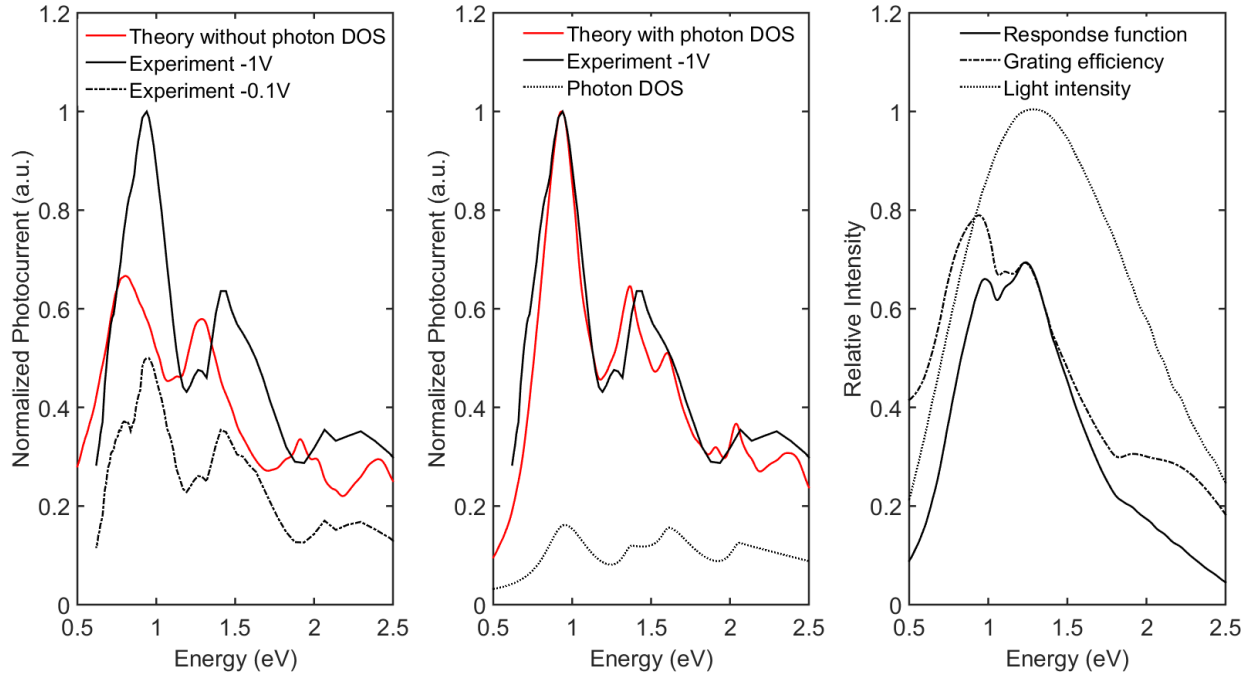 1.2
Theory without photon DOS
Experiment -1V
Experiment -0.1V
1
0.8
0.6
0.4
0.2
0
0.5
1
1.5
2
2.5
Energy (eV)
Normalized Photocurrent (a.u.)
1.2
Theory with photon DOS
Experiment -1V
Photon DOS
1
0.8
0.6
0.4
0.2
0
0.5
1
1.5
2
2.5
Energy (eV)
Normalized Photocurrent (a.u.)
1.2
Respondse function
Grating efficiency
Light intensity
1
0.8
0.6
0.4
0.2
0
0.5
1
1.5
2
2.5
Energy (eV)
Relative Intensity